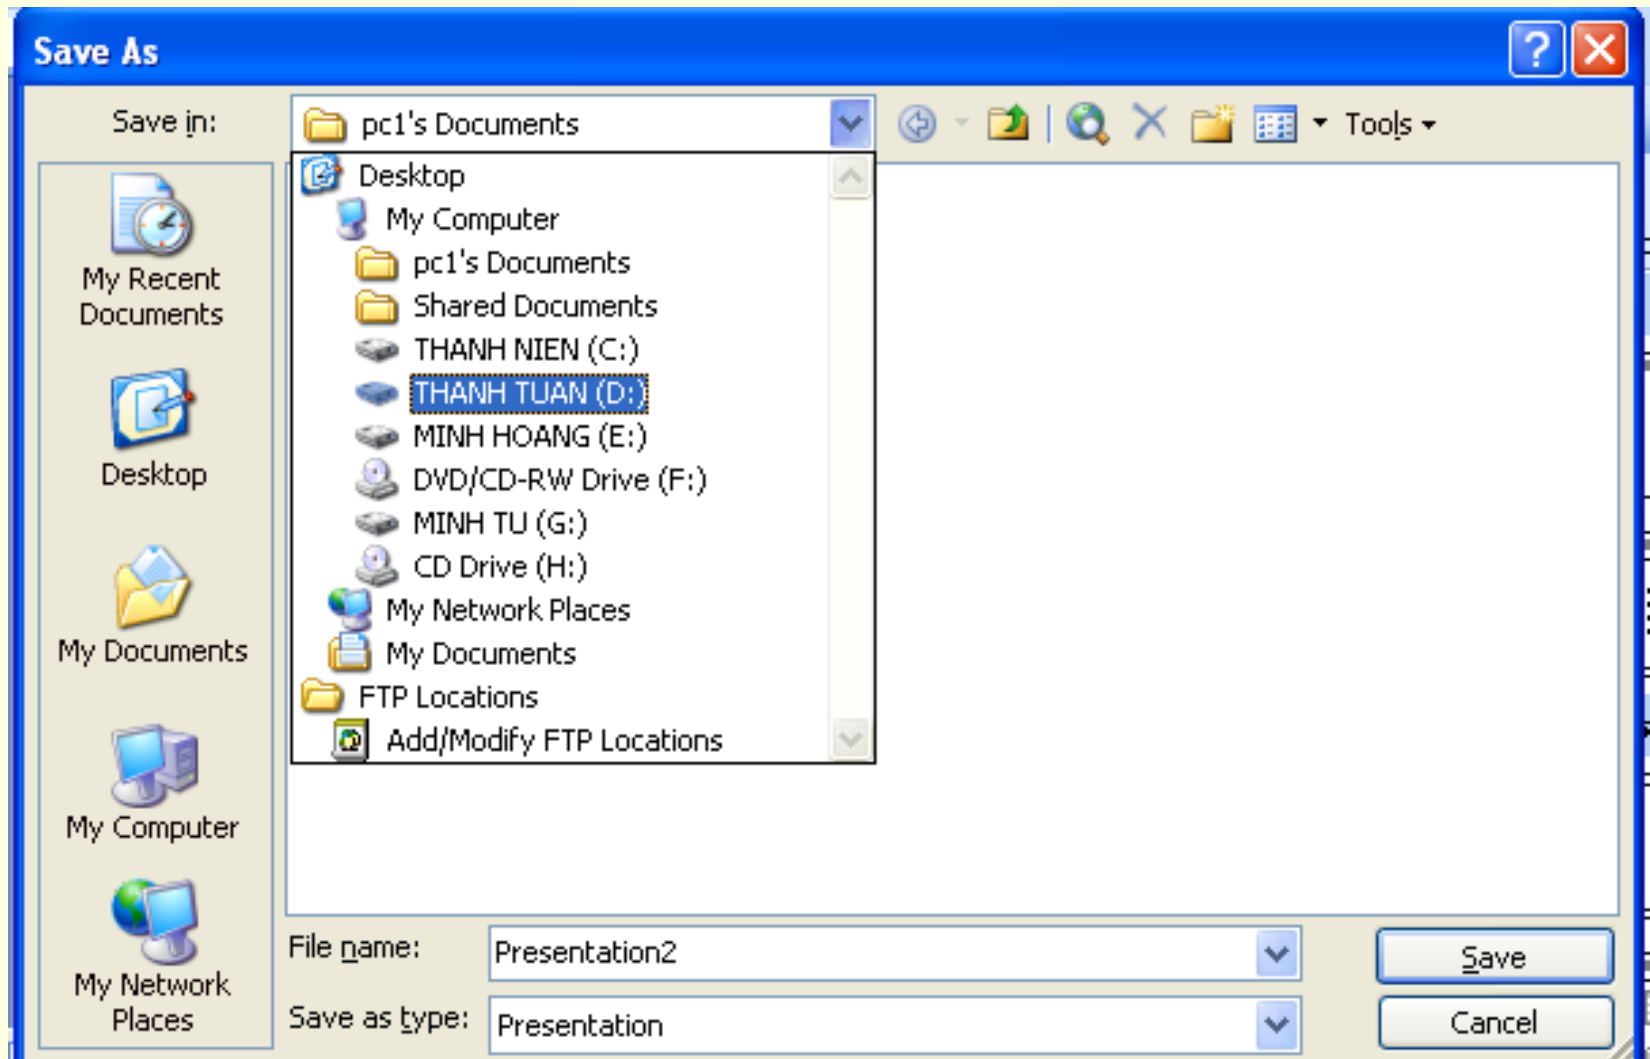 Save As
Save in:
pc1's Documents
Tools
Desktop
My Computer
pc1's Documents
Shared Documents
THANH NIEN (C:)
THANH TUAN (D:)
MINH HOANG (E:)
DVD/CD-RW Drive (F:)
MINH TU (G:)
CD Drive (H:)
My Network Places
My Documents
FTP Locations
Add/Modify FTP Locations
My Recent
Documents
Desktop
My Documents
My Computer
My Network
Places
File name:
Presentation2
Save
Save as type:
Presentation
Cancel